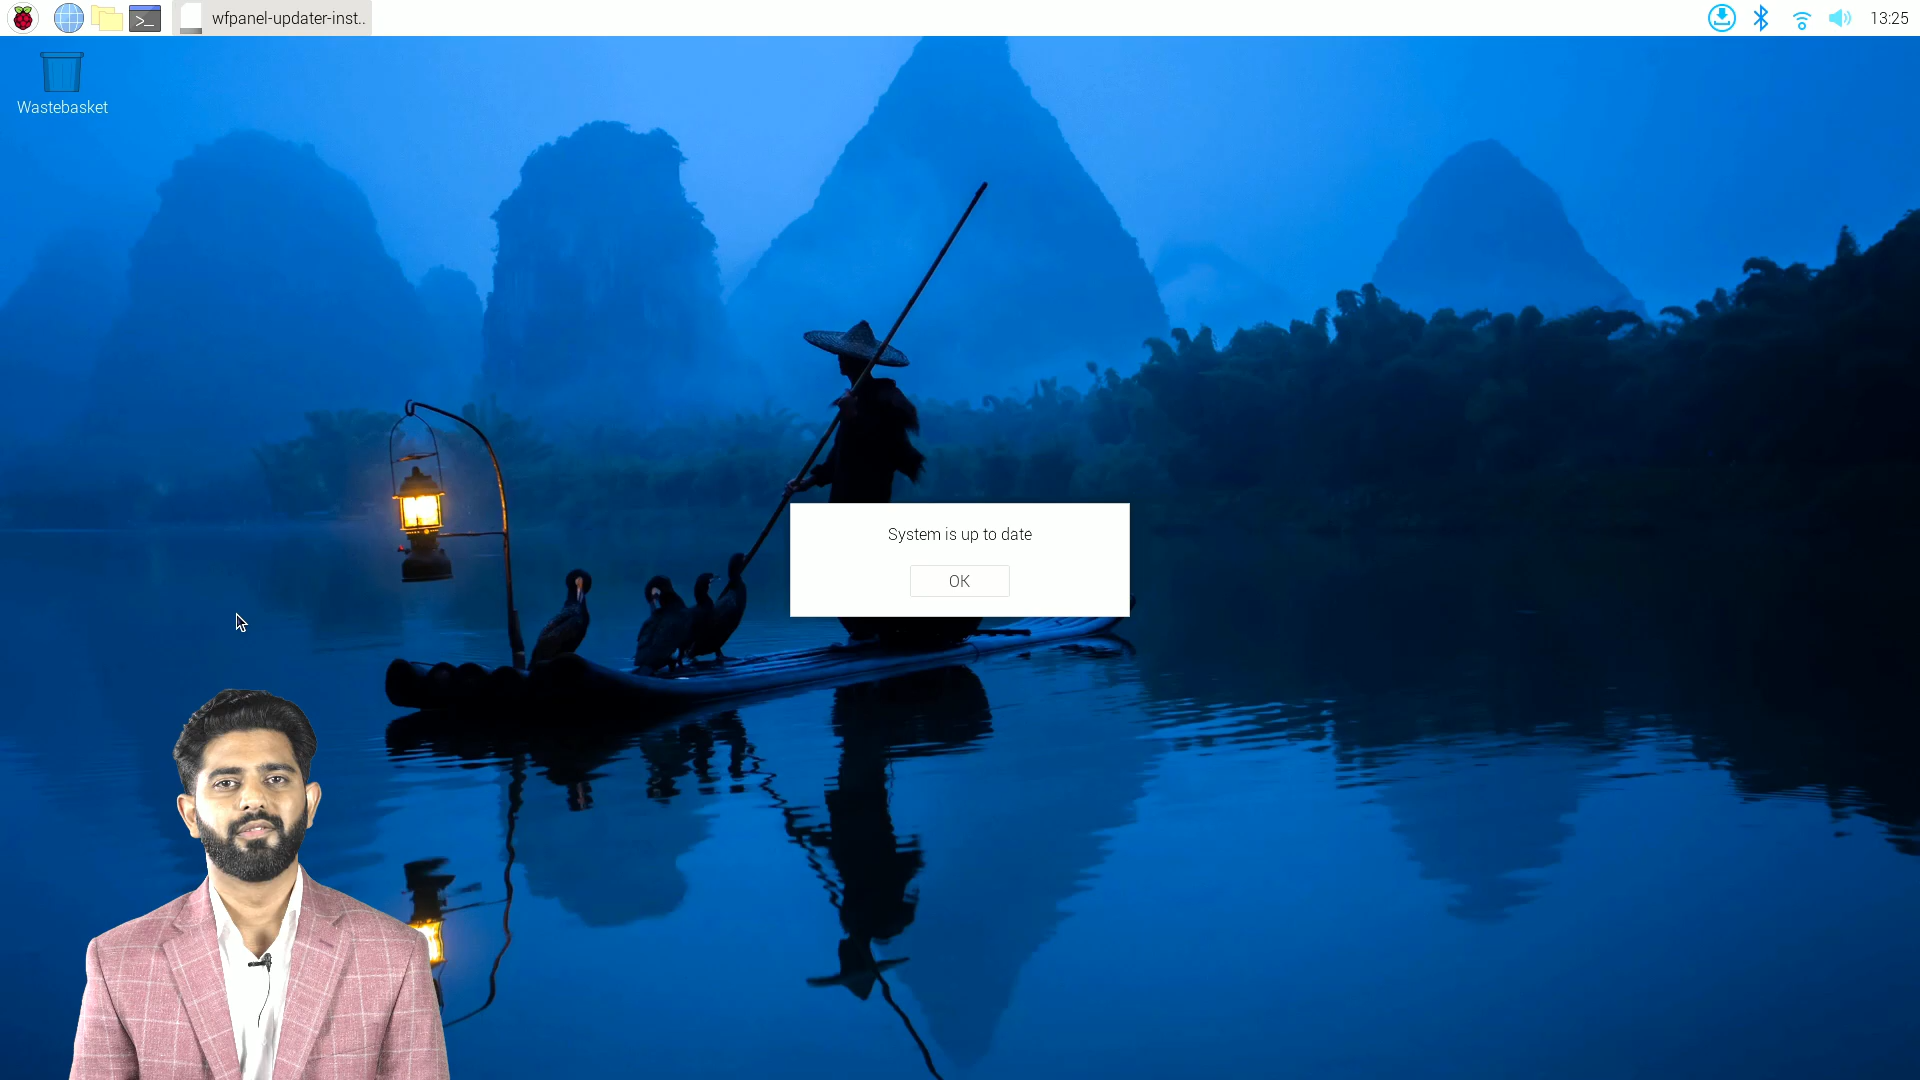 wfpanel-updater-inst..
13:25
Wastebasket
System is up to date
OK